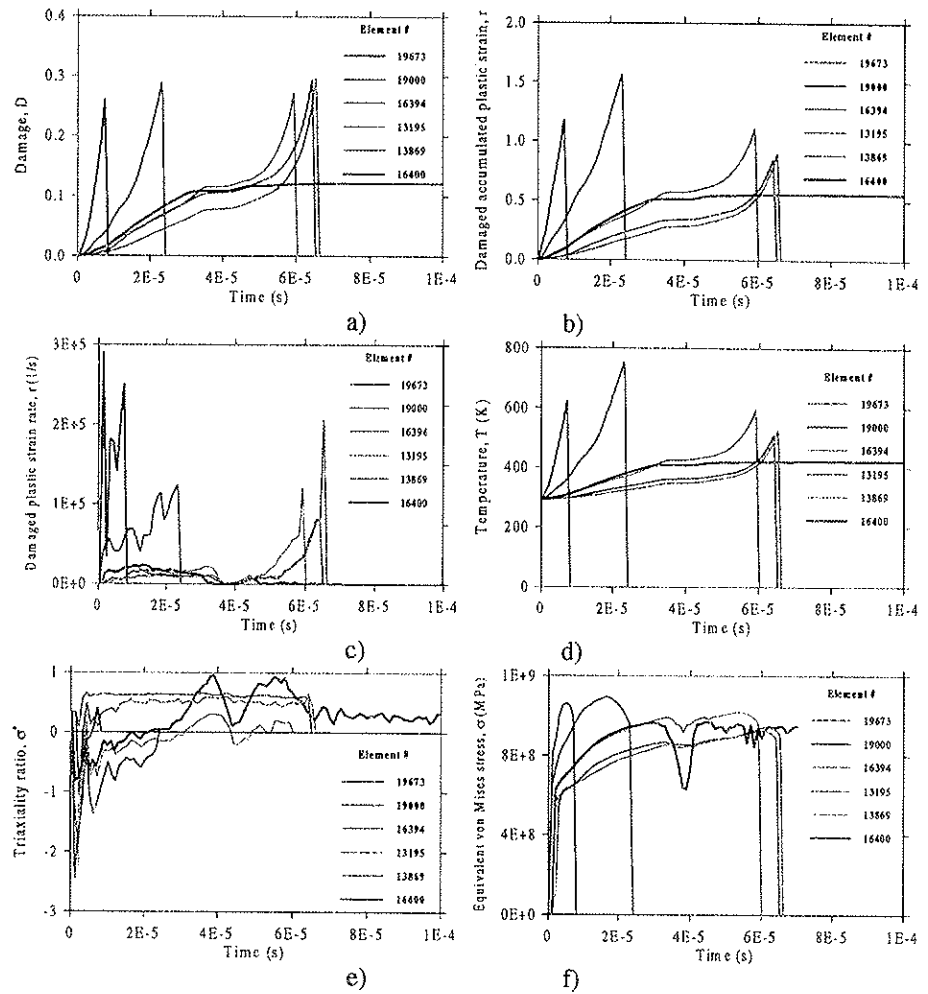 0.4
0.3
0.2
0.1
0.0
Damage, D
0
2E-5
4E-5
6E-5
8E-5
1E-4
Time (s)
Element #
19673
19000
16394
13195
13869
16400
a)
2.0
1.5
1.0
0.5
0.0
Damaged accumulated plastic strain, r
0
2E-5
4E-5
6E-5
8E-5
1E-4
Time (s)
Element #
19673
19000
16394
13195
13869
16400
b)
3E+5
2E+5
1E+5
0E+0
Damaged plastic strain rate, r (1/s
0
2E-5
4E-5
6E-5
8E-5
1E-4
Time (s)
Element #
19673
19000
16394
13195
13869
16400
c)
800
600
400
200
0
Temperature, T (K)
0
2E-5
4E-5
6E-5
8E-5
1E-4
Time (s)
Element #
19673
19000
16394
13195
13869
16400
d)
1
0
-1
-2
-3
Triaxiality ratio, σ*
0
2E-5
4E-5
6E-5
8E-5
1E-4
Time (s)
Element #
19673
19000
16394
13195
13869
16400
e)
1E+9
8E+8
4E+8
0E+0
Equivalent von Mises stress, σ (MPa)
0
2E-5
4E-5
6E-5
8E-5
1E-4
Time (s)
Element #
19673
19000
16394
13195
13869
16400
f)